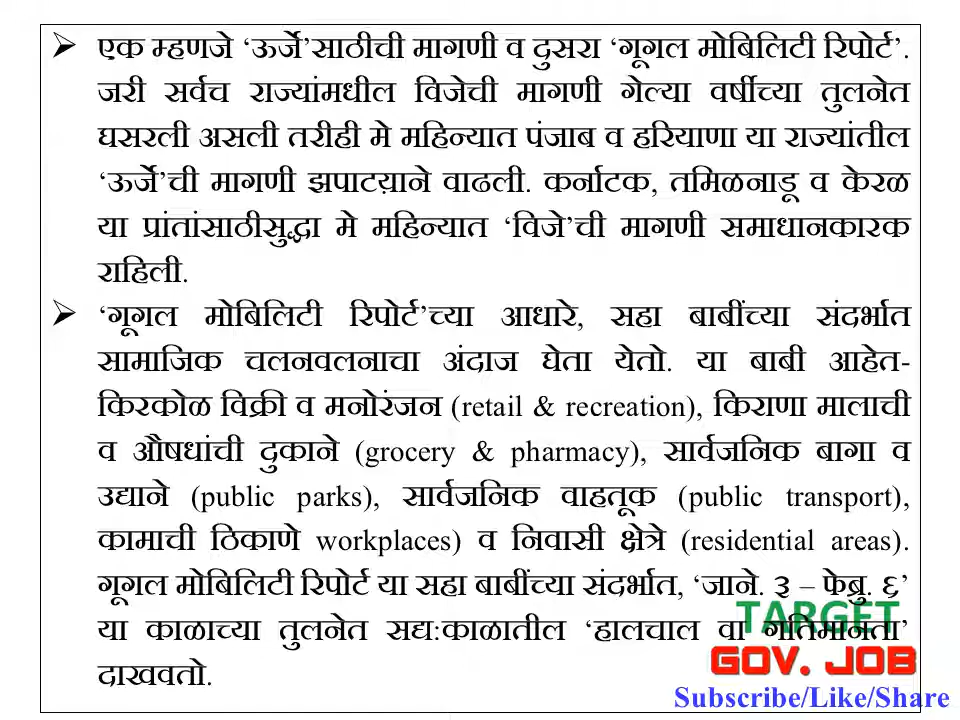 ➢ एक म्हणजे ‘ऊर्जे’साठीची मागणी व दुसरा ‘गूगल मोबिलिटी रिपोर्ट’.
जरी सर्वच राज्यांमधील विजेची मागणी गेल्या वर्षीच्या तुलनेत
घसरली असली तरीही मे महिन्यात पंजाब व हरियाणा या राज्यांतील
‘ऊर्जे’ची मागणी झपाटय़ाने वाढली. कर्नाटक, तमिळनाडू व केरळ
या प्रांतांसाठीसुद्धा मे महिन्यात ‘विजे’ची मागणी समाधानकारक
राहिली.
➢ ‘गूगल मोबिलिटी रिपोर्ट’च्या आधारे, सहा बाबींच्या संदर्भात
सामाजिक चलनवलनाचा अंदाज घेता येतो. या बाबी आहेत-
किरकोळ विक्री व मनोरंजन (retail & recreation), किराणा मालाची
व औषधांची दुकाने (grocery & pharmacy), सार्वजनिक बागा व
उद्याने (public parks), सार्वजनिक वाहतूक (public transport),
कामाची ठिकाणे workplaces) व निवासी क्षेत्रे (residential areas).
गूगल मोबिलिटी रिपोर्ट या सहा बाबींच्या संदर्भात, ‘जाने. ३ – फेब्रु. ६’
या काळाच्या तुलनेत सद्य:काळातील ‘हालचाल वा गतिमानता’
दाखवतो.
TARGET
GOV. JOB
Subscribe/Like/Share